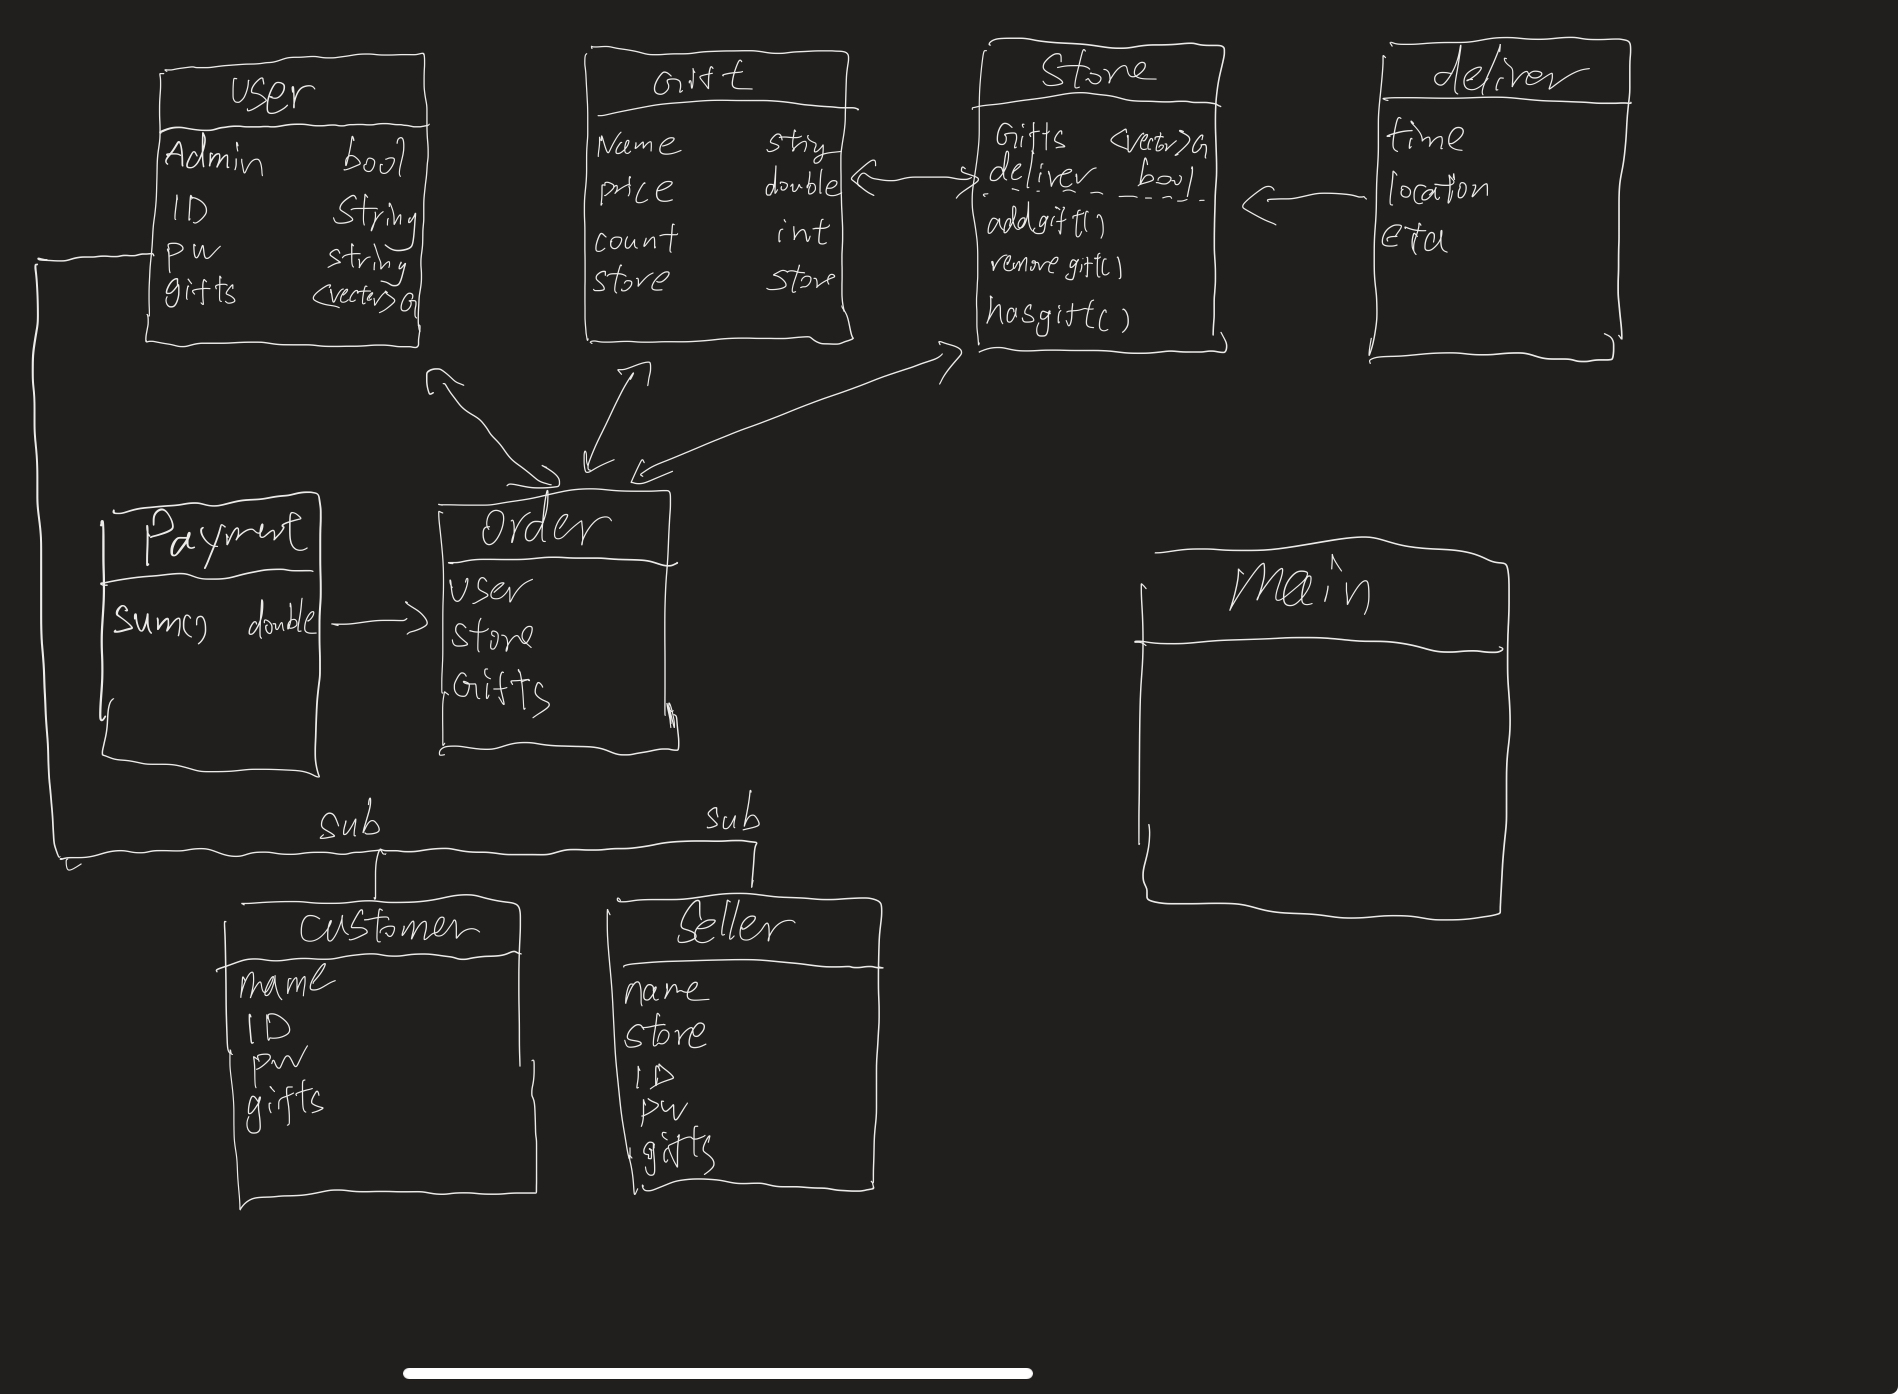 user
Admin bool
ID String
pw string
gifts <vector>G
Gift
Name string
price double
count int
store store
Store
Gifts <vector>G
deliver bool
addgift()
remove gift()
hasgift()
deliver
time
location
eta
Payment
sum() double
order
user
store
Gifts
main
sub
sub
customer
name
ID
pw
gifts
Seller
name
store
ID
pw
gifts